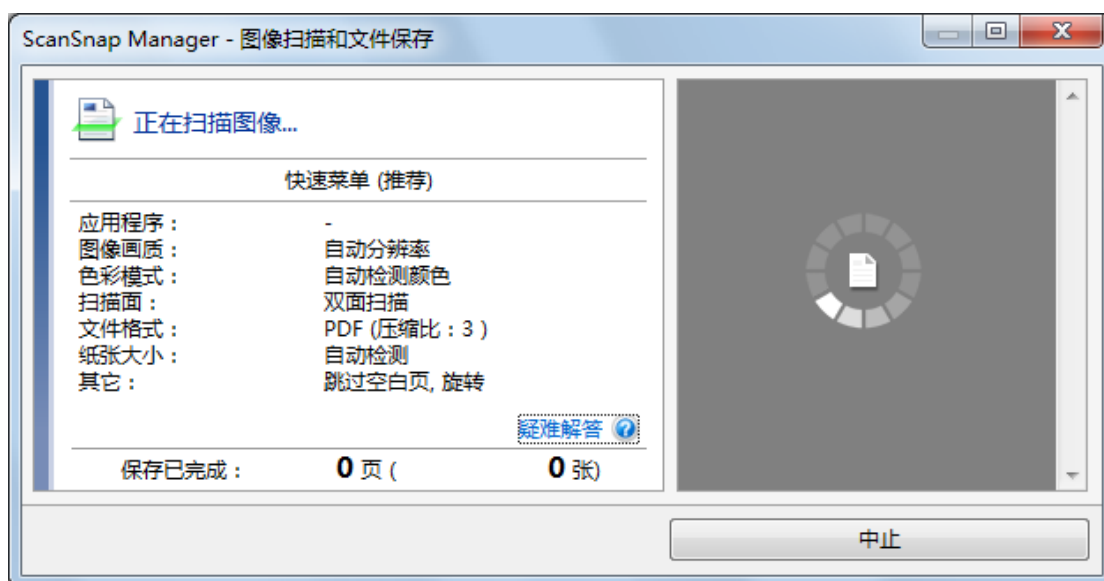 ScanSnap Manager - 图像扫描和文件保存
正在扫描图像...
快速菜单 (推荐)
应用程序： -
图像画质： 自动分辨率
色彩模式： 自动检测颜色
扫描面： 双面扫描
文件格式： PDF (压缩比：3 )
纸张大小： 自动检测
其它： 跳过空白页, 旋转
疑难解答
保存已完成： 0 页 ( 0 张)
中止